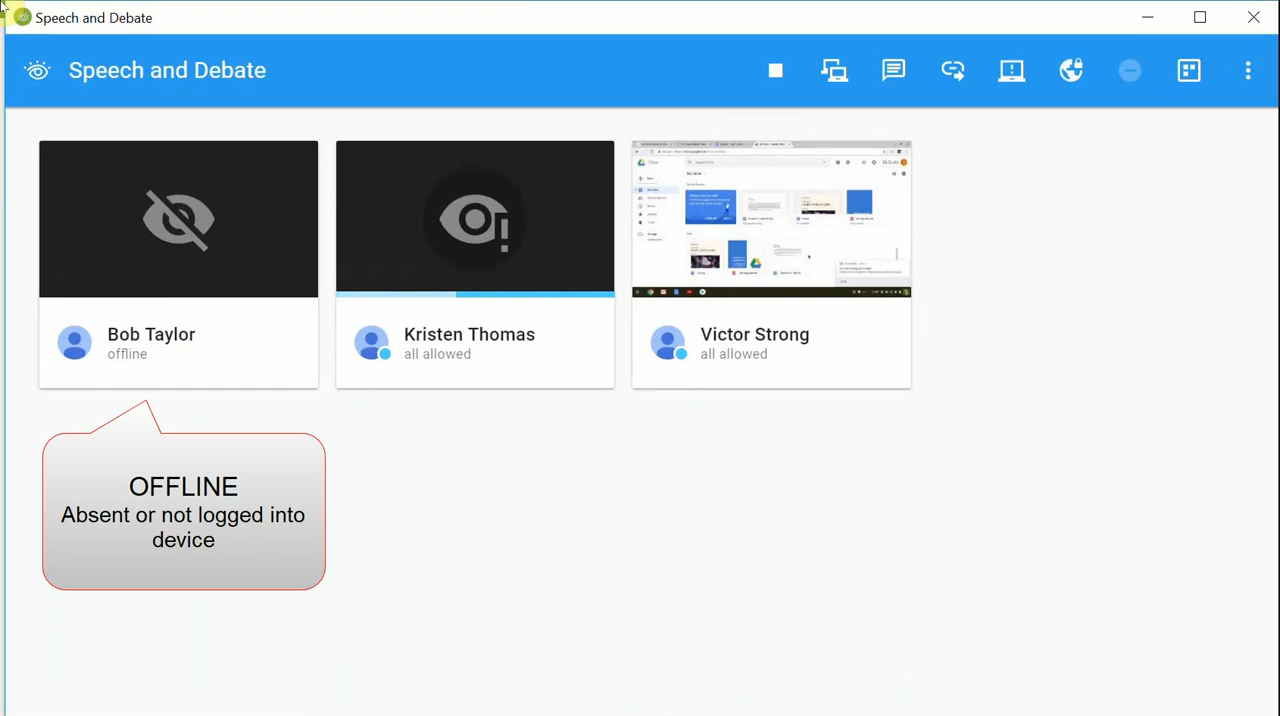 Speech and Debate
Speech and Debate
Bob Taylor
offline
Kristen Thomas
all allowed
Victor Strong
all allowed
OFFLINE
Absent or not logged into
device